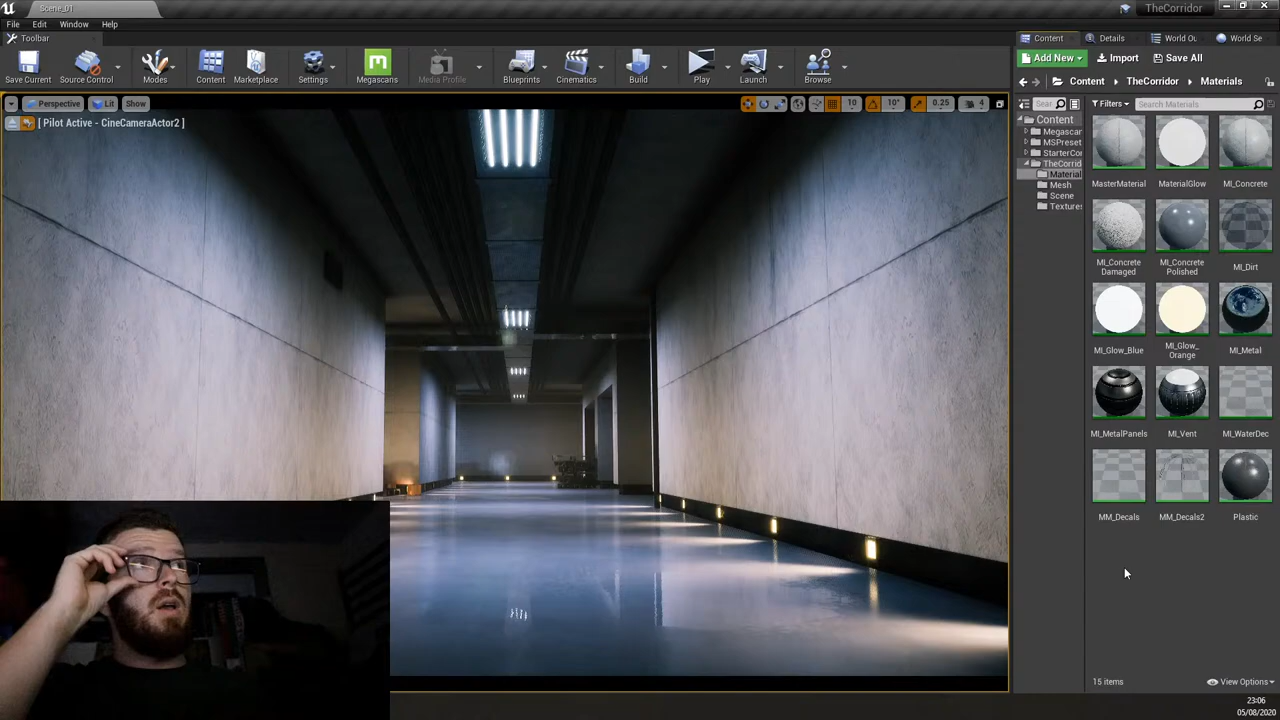 Scene_01
TheCorridor
File Edit Window Help
Toolbar
Content Details World Ou World Se
Save Current Source Control Modes Content Marketplace Settings Megascans Media Profile Blueprints Cinematics Build Play Launch Browse
Add New Import Save All
Content TheCorridor Materials
Perspective Lit Show 10 10° 0.25 4
Sear Filters Search Materials
[ Pilot Active - CineCameraActor2 ]
Content
Megascan
MSPreset
StarterCon
TheCorrid
Material
Mesh
Scene
Textures
MasterMaterial MaterialGlow MI_Concrete
MI_Concrete Damaged MI_Concrete Polished MI_Dirt
MI_Glow_Blue MI_Glow_ Orange MI_Metal
MI_MetalPanels MI_Vent MI_WaterDec
MM_Decals MM_Decals2 Plastic
15 items View Options
23:06
05/08/2020